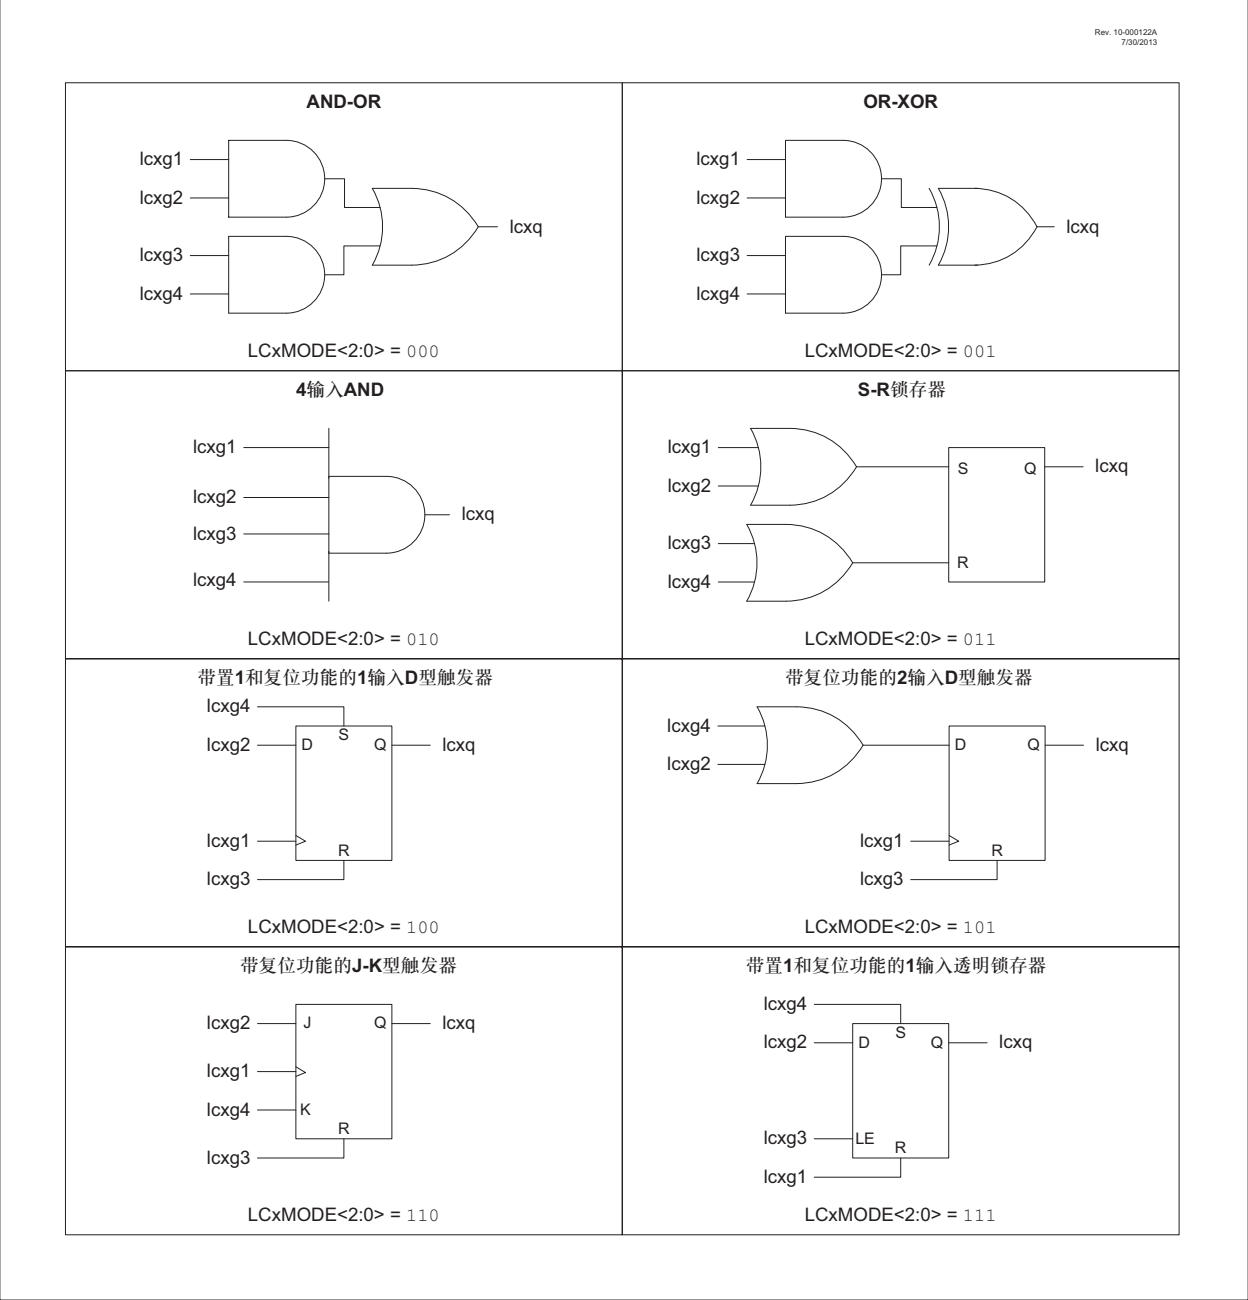 Rev. 10-000122A
7/30/2013
AND-OR
lcxg1
lcxg2
lcxg3
lcxg4
lcxq
LCxMODE<2:0> = 000
OR-XOR
lcxg1
lcxg2
lcxg3
lcxg4
lcxq
LCxMODE<2:0> = 001
4输入AND
lcxg1
lcxg2
lcxg3
lcxg4
lcxq
LCxMODE<2:0> = 010
S-R锁存器
lcxg1
lcxg2
lcxg3
lcxg4
S
Q
R
lcxq
LCxMODE<2:0> = 011
带置1和复位功能的1输入D型触发器
lcxg4
S
lcxg2
D
Q
lcxq
lcxg1
R
lcxg3
LCxMODE<2:0> = 100
带复位功能的2输入D型触发器
lcxg4
lcxg2
D
Q
lcxq
lcxg1
R
lcxg3
LCxMODE<2:0> = 101
带复位功能的J-K型触发器
lcxg2
J
Q
lcxq
lcxg1
lcxg4
K
R
lcxg3
LCxMODE<2:0> = 110
带置1和复位功能的1输入透明锁存器
lcxg4
S
lcxg2
D
Q
lcxq
lcxg3
LE
R
lcxg1
LCxMODE<2:0> = 111